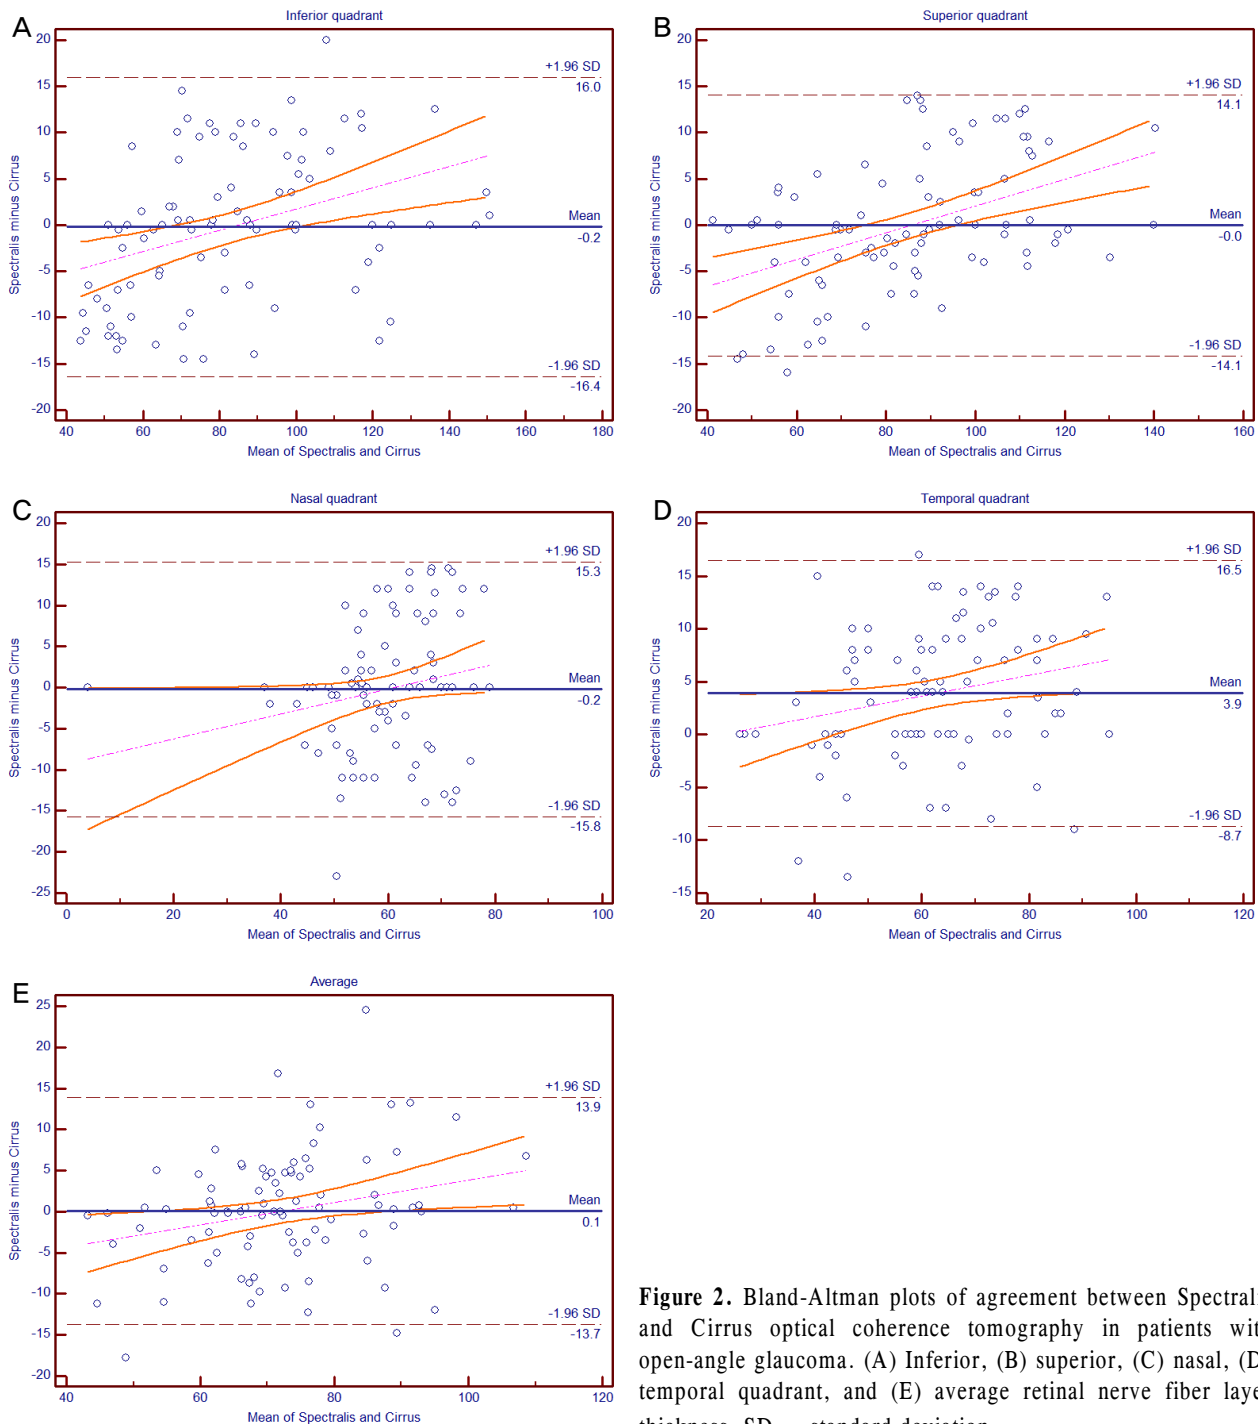 A
Inferior quadrant
20
15
10
5
0
-5
-10
-15
-20
Spectralis minus Cirrus
+1.96 SD
16.0
Mean
-0.2
-1.96 SD
-16.4
40 60 80 100 120 140 160 180
Mean of Spectralis and Cirrus
B
Superior quadrant
20
15
10
5
0
-5
-10
-15
-20
Spectralis minus Cirrus
+1.96 SD
14.1
Mean
-0.0
-1.96 SD
-14.1
40 60 80 100 120 140 160
Mean of Spectralis and Cirrus
C
Nasal quadrant
20
15
10
5
0
-5
-10
-15
-20
-25
Spectralis minus Cirrus
+1.96 SD
15.3
Mean
-0.2
-1.96 SD
-15.8
0 20 40 60 80 100
Mean of Spectralis and Cirrus
D
Temporal quadrant
20
15
10
5
0
-5
-10
-15
Spectralis minus Cirrus
+1.96 SD
16.5
Mean
3.9
-1.96 SD
-8.7
20 40 60 80 100 120
Mean of Spectralis and Cirrus
E
Average
25
20
15
10
5
0
-5
-10
-15
-20
Spectralis minus Cirrus
+1.96 SD
13.9
Mean
0.1
-1.96 SD
-13.7
40 60 80 100 120
Mean of Spectralis and Cirrus
Figure 2. Bland-Altman plots of agreement between Spectrali
and Cirrus optical coherence tomography in patients wit
open-angle glaucoma. (A) Inferior, (B) superior, (C) nasal, (D
temporal quadrant, and (E) average retinal nerve fiber laye
thickness. SD standard deviation